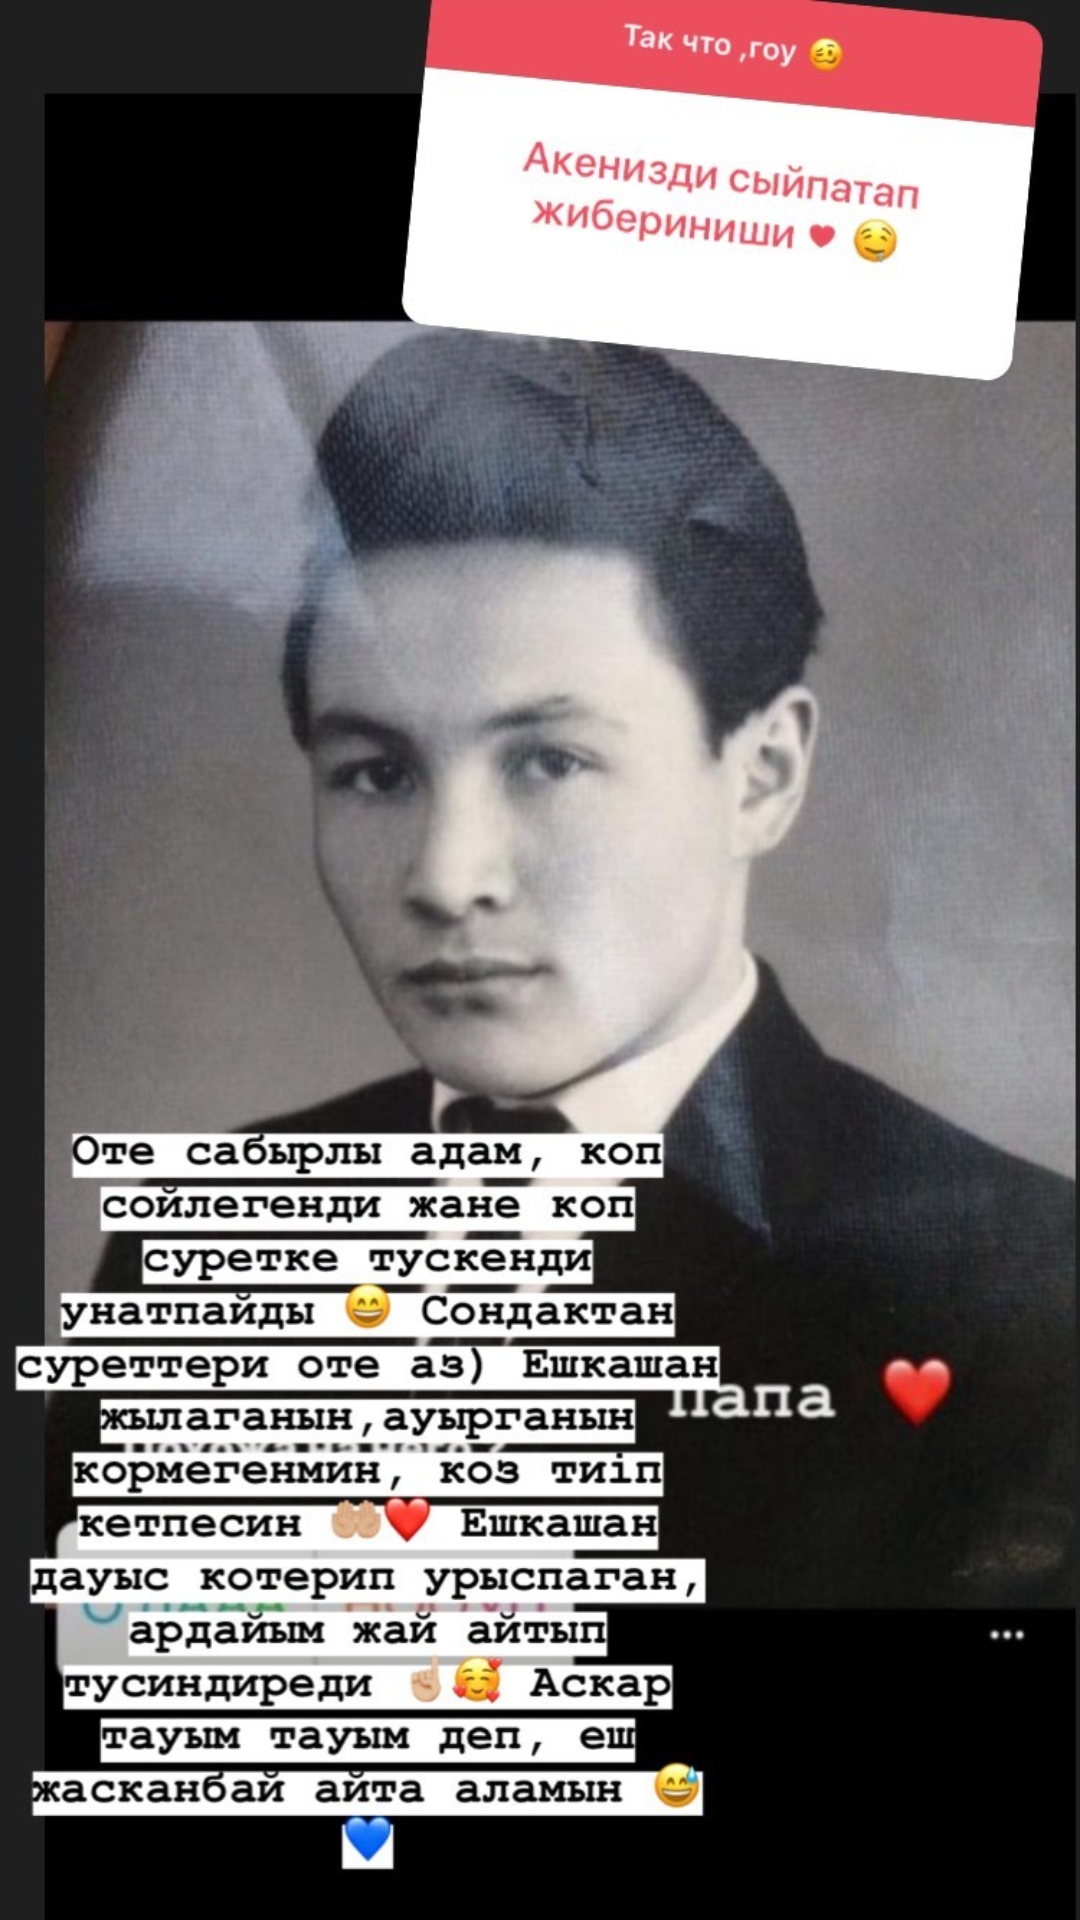 Так что ,гоу 🥴
Акенизди сыйпатап
жибериниши ♥ 🤤
Оте сабырлы адам, коп
сойлегенди жане коп
суретке тускенди
унатпайды 😄 Сондактан
суреттери оте аз) Ешкашан
жылаганын,ауырганын
папа ❤️
кормегенмин, коз тиіп
кетпесин 🤲🏼❤️ Ешкашан
дауыс котерип урыспаган,
ардайым жай айтып
тусиндиреди ☝🏼🥰 Аскар
тауым тауым деп, еш
жасканбай айта аламын 😅
💙